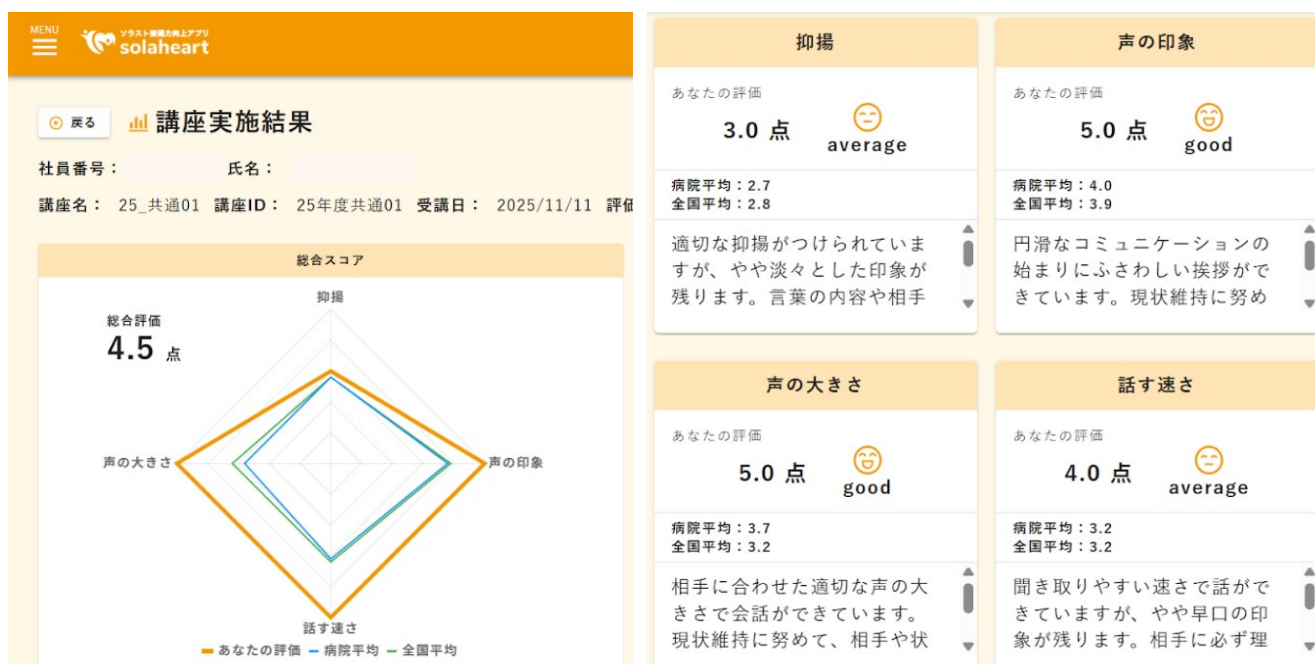 MENU
ソラスト接遇力向上アプリ
solaheart
戻る
講座実施結果
社員番号：
氏名：
講座名： 25_共通01 講座ID： 25年度共通01 受講日： 2025/11/11 評価
総合スコア
総合評価
4.5 点
抑揚
声の大きさ
声の印象
話す速さ
あなたの評価 病院平均 全国平均
抑揚
あなたの評価
3.0 点
average
病院平均：2.7
全国平均：2.8
適切な抑揚がつけられていま
すが、やや淡々とした印象が
残ります。言葉の内容や相手
声の印象
あなたの評価
5.0 点
good
病院平均：4.0
全国平均：3.9
円滑なコミュニケーションの
始まりにふさわしい挨拶がで
きています。現状維持に努め
声の大きさ
あなたの評価
5.0 点
good
病院平均：3.7
全国平均：3.2
相手に合わせた適切な声の大
きさで会話ができています。
現状維持に努めて、相手や状
話す速さ
あなたの評価
4.0 点
average
病院平均：3.2
全国平均：3.2
聞き取りやすい速さで話がで
きていますが、やや早口の印
象が残ります。相手に必ず理